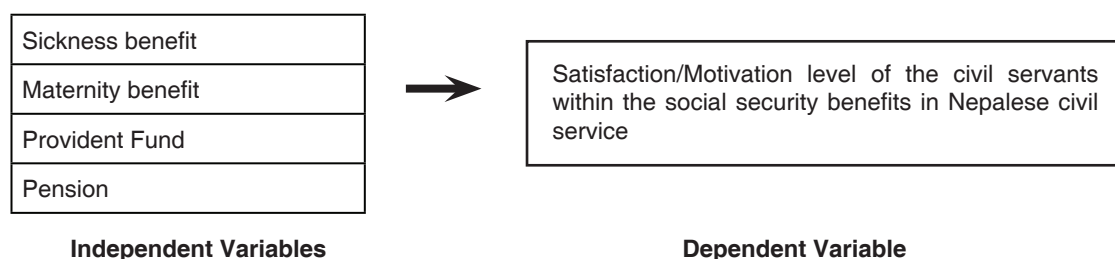 Sickness benefit
Maternity benefit
Provident Fund
Pension
Satisfaction/Motivation level of the civil servants
within the social security benefits in Nepalese civil
service
Independent Variables
Dependent Variable